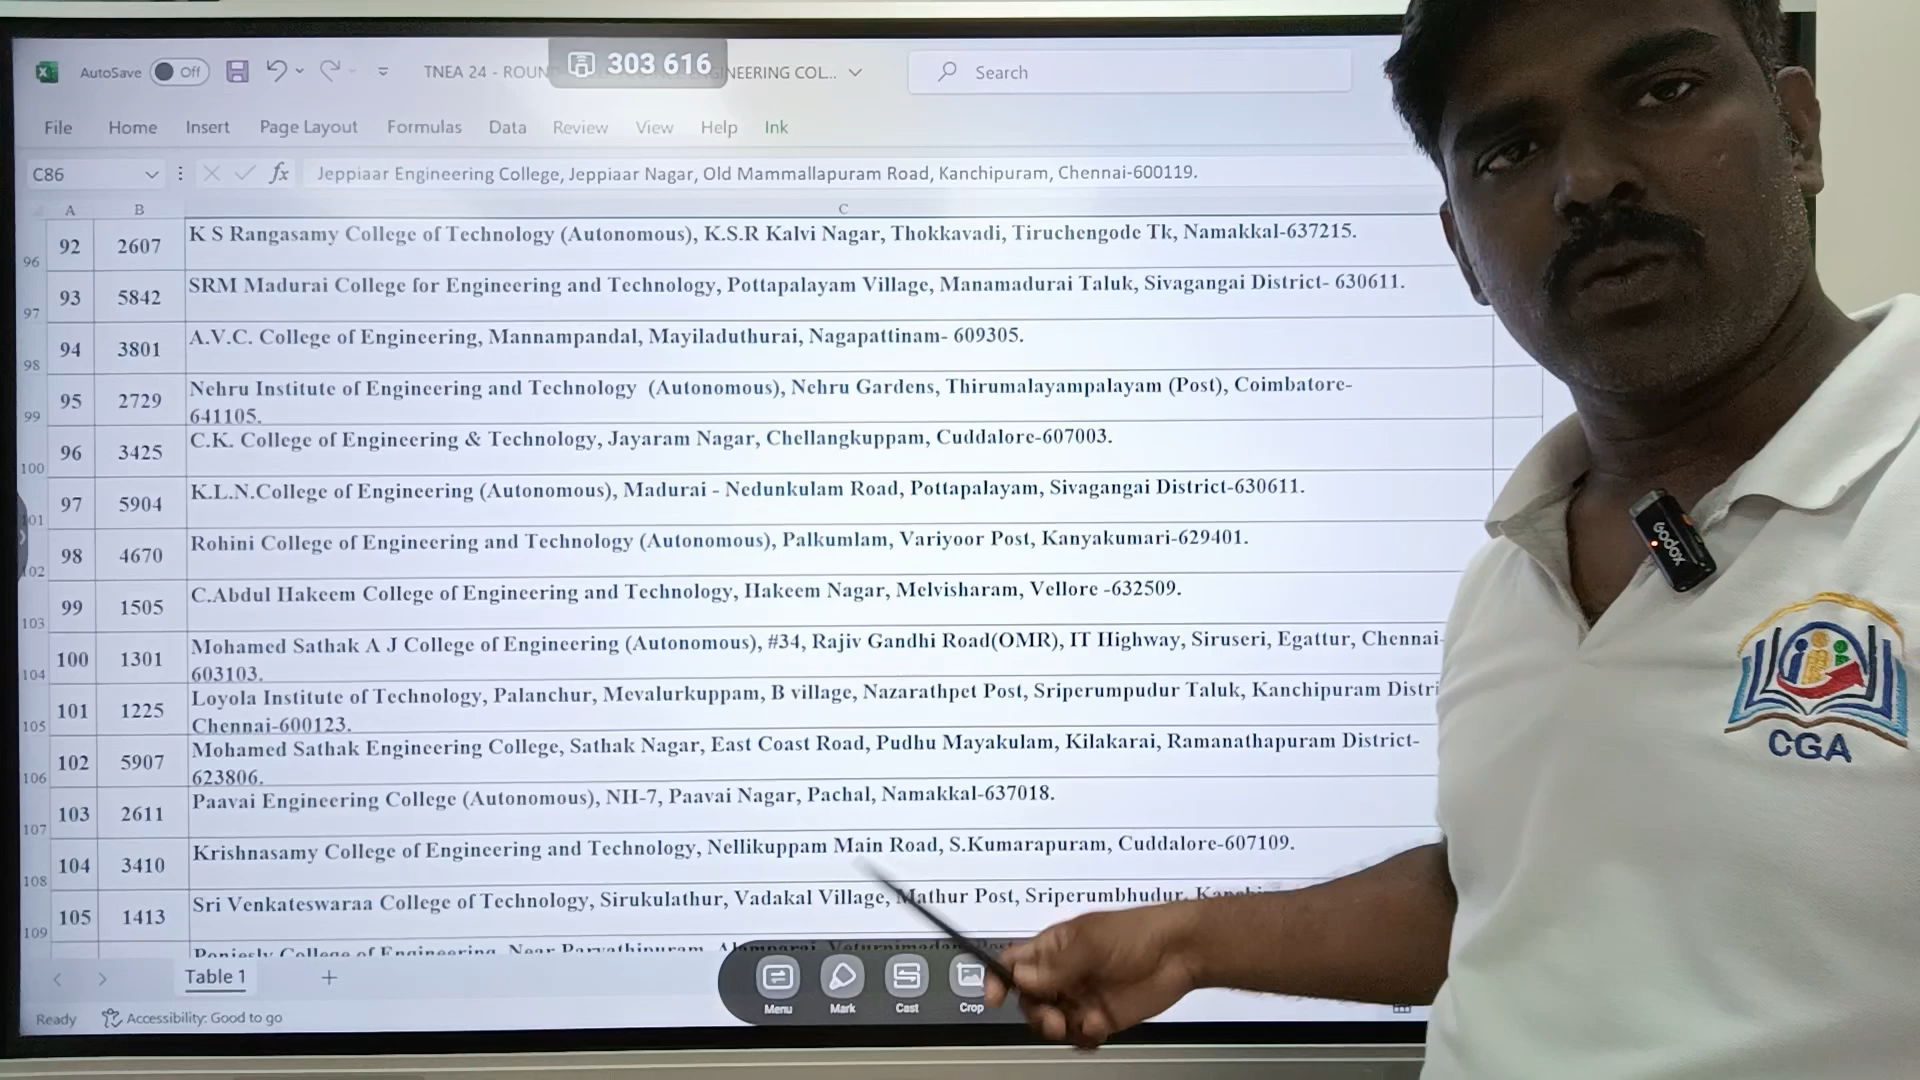 AutoSave Off TNEA 24 - ROUN 303 616 NEERING COL... Search
File Home Insert Page Layout Formulas Data Review View Help Ink
C86 fx Jeppiaar Engineering College, Jeppiaar Nagar, Old Mammallapuram Road, Kanchipuram, Chennai-600119.
A B C
96 92 2607 K S Rangasamy College of Technology (Autonomous), K.S.R Kalvi Nagar, Thokkavadi, Tiruchengode Tk, Namakkal-637215.
97 93 5842 SRM Madurai College for Engineering and Technology, Pottapalayam Village, Manamadurai Taluk, Sivagangai District- 630611.
98 94 3801 A.V.C. College of Engineering, Mannampandal, Mayiladuthurai, Nagapattinam- 609305.
99 95 2729 Nehru Institute of Engineering and Technology (Autonomous), Nehru Gardens, Thirumalayampalayam (Post), Coimbatore-
641105.
100 96 3425 C.K. College of Engineering & Technology, Jayaram Nagar, Chellangkuppam, Cuddalore-607003.
101 97 5904 K.L.N.College of Engineering (Autonomous), Madurai - Nedunkulam Road, Pottapalayam, Sivagangai District-630611.
102 98 4670 Rohini College of Engineering and Technology (Autonomous), Palkumlam, Variyoor Post, Kanyakumari-629401.
103 99 1505 C.Abdul Hakeem College of Engineering and Technology, Hakeem Nagar, Melvisharam, Vellore -632509.
104 100 1301 Mohamed Sathak A J College of Engineering (Autonomous), #34, Rajiv Gandhi Road(OMR), IT Highway, Siruseri, Egattur, Chennai-
603103.
105 101 1225 Loyola Institute of Technology, Palanchur, Mevalurkuppam, B village, Nazarathpet Post, Sriperumpudur Taluk, Kanchipuram Distri
Chennai-600123.
106 102 5907 Mohamed Sathak Engineering College, Sathak Nagar, East Coast Road, Pudhu Mayakulam, Kilakarai, Ramanathapuram District-
623806.
107 103 2611 Paavai Engineering College (Autonomous), NH-7, Paavai Nagar, Pachal, Namakkal-637018.
108 104 3410 Krishnasamy College of Engineering and Technology, Nellikuppam Main Road, S.Kumarapuram, Cuddalore-607109.
109 105 1413 Sri Venkateswaraa College of Technology, Sirukulathur, Vadakal Village, Mathur Post, Sriperumbhudur,
College of Engineering, Near Parvathipuram,
Table 1
Menu Mark Cast Crop
Ready Accessibility: Good to go
Godox
CGA